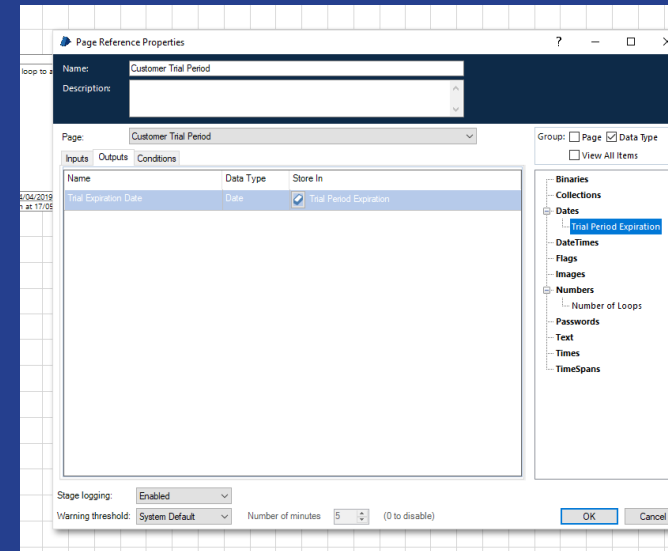 Page Reference Properties
?
Name:
Customer Trial Period
Description:
loop to a
Page:
Customer Trial Period
Group: Page Data Type
View All Items
Inputs Outputs Conditions
Name Data Type Store In
Trial Expiration Date Date Trial Period Expiration
4/04/2019
n at 17/05
Binaries
Collections
Dates
Trial Period Expiration
DateTimes
Flags
Images
Numbers
Number of Loops
Passwords
Text
Times
TimeSpans
Stage logging: Enabled
Warning threshold: System Default Number of minutes 5 (0 to disable)
OK Cancel